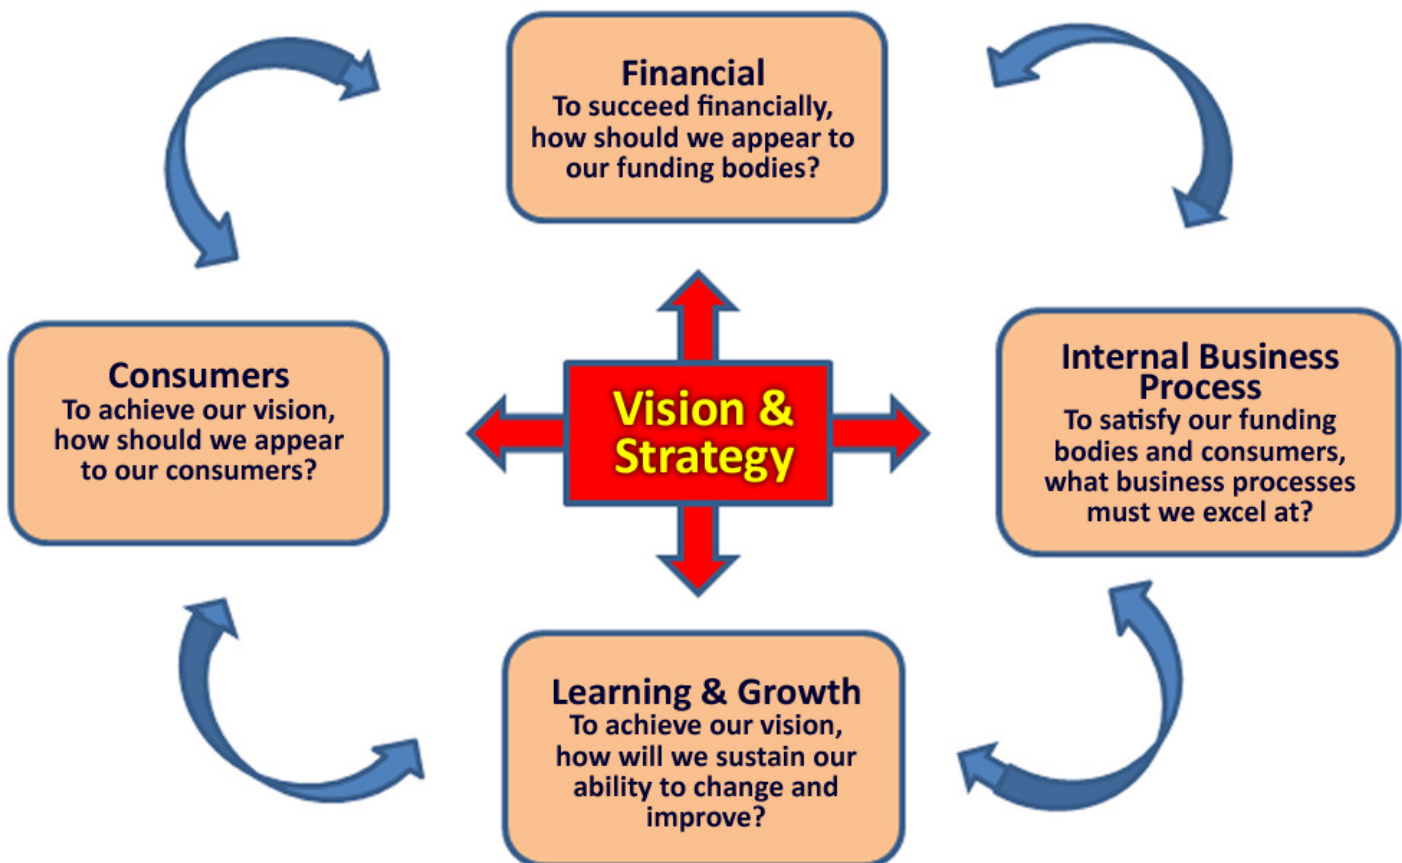 Financial
To succeed financially,
how should we appear to
our funding bodies?
Consumers
To achieve our vision,
how should we appear
to our consumers?
Vision &
Strategy
Internal Business
Process
To satisfy our funding
bodies and consumers,
what business processes
must we excel at?
Learning & Growth
To achieve our vision,
how will we sustain our
ability to change and
improve?